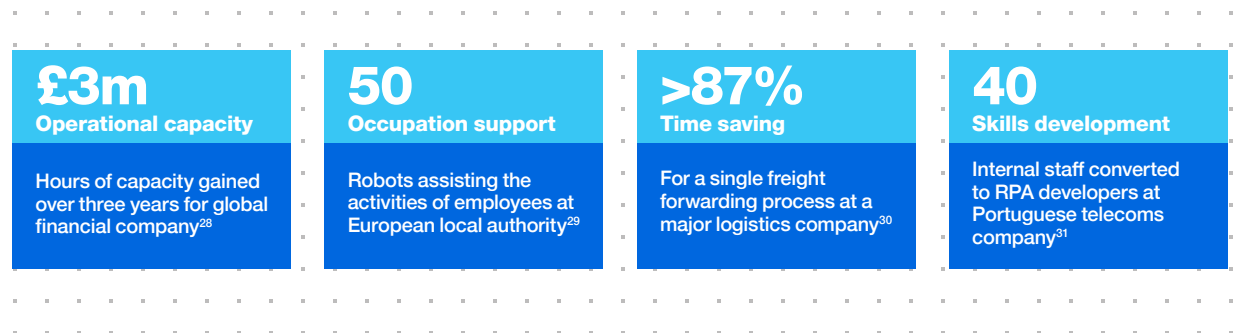 £3m
Operational capacity
Hours of capacity gained
over three years for global
financial company28
50
Occupation support
Robots assisting the
activities of employees at
European local authority29
>87%
Time saving
For a single freight
forwarding process at a
major logistics company30
40
Skills development
Internal staff converted
to RPA developers at
Portuguese telecoms
company31